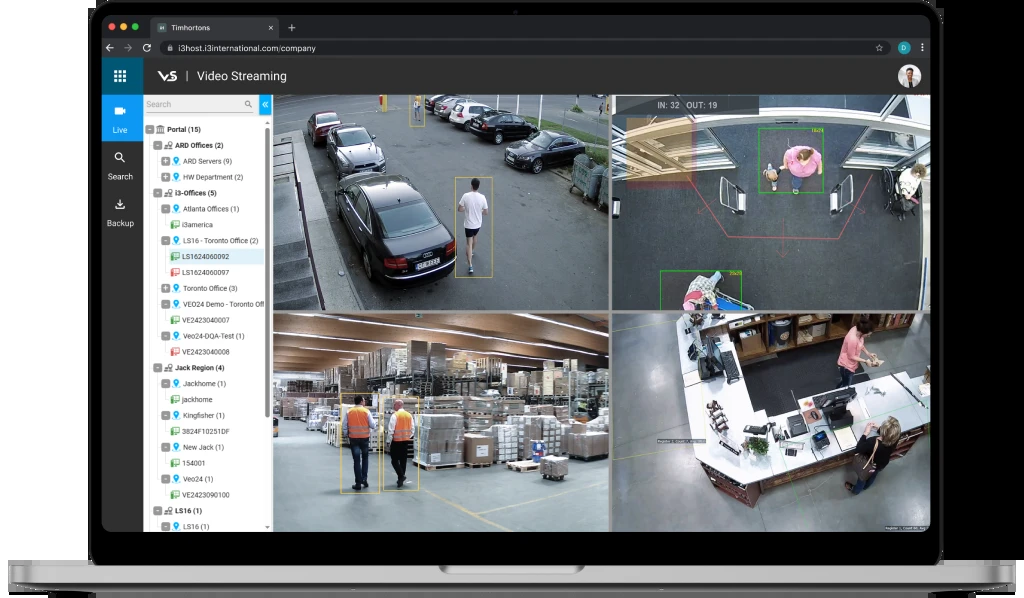 Timhortons
i3host.i3international.com/company
D
VS | Video Streaming
Live
Search
Backup
Search
Portal (15)
ARD Offices (2)
ARD Servers (9)
HW Department (2)
i3-Offices (5)
Atlanta Offices (1)
i3america
LS16 - Toronto Office (2)
LS1624060092
LS1624060097
Toronto Office (3)
VEO24 Demo - Toronto Off
VE2423040007
Veo24-DQA-Test (1)
VE2423040008
Jack Region (4)
Jackhome (1)
jackhome
Kingfisher (1)
3824F10251DF
New Jack (1)
154001
Veo24 (1)
VE2423090100
LS16 (1)
LS16 (1)
IN: 32 OUT: 19